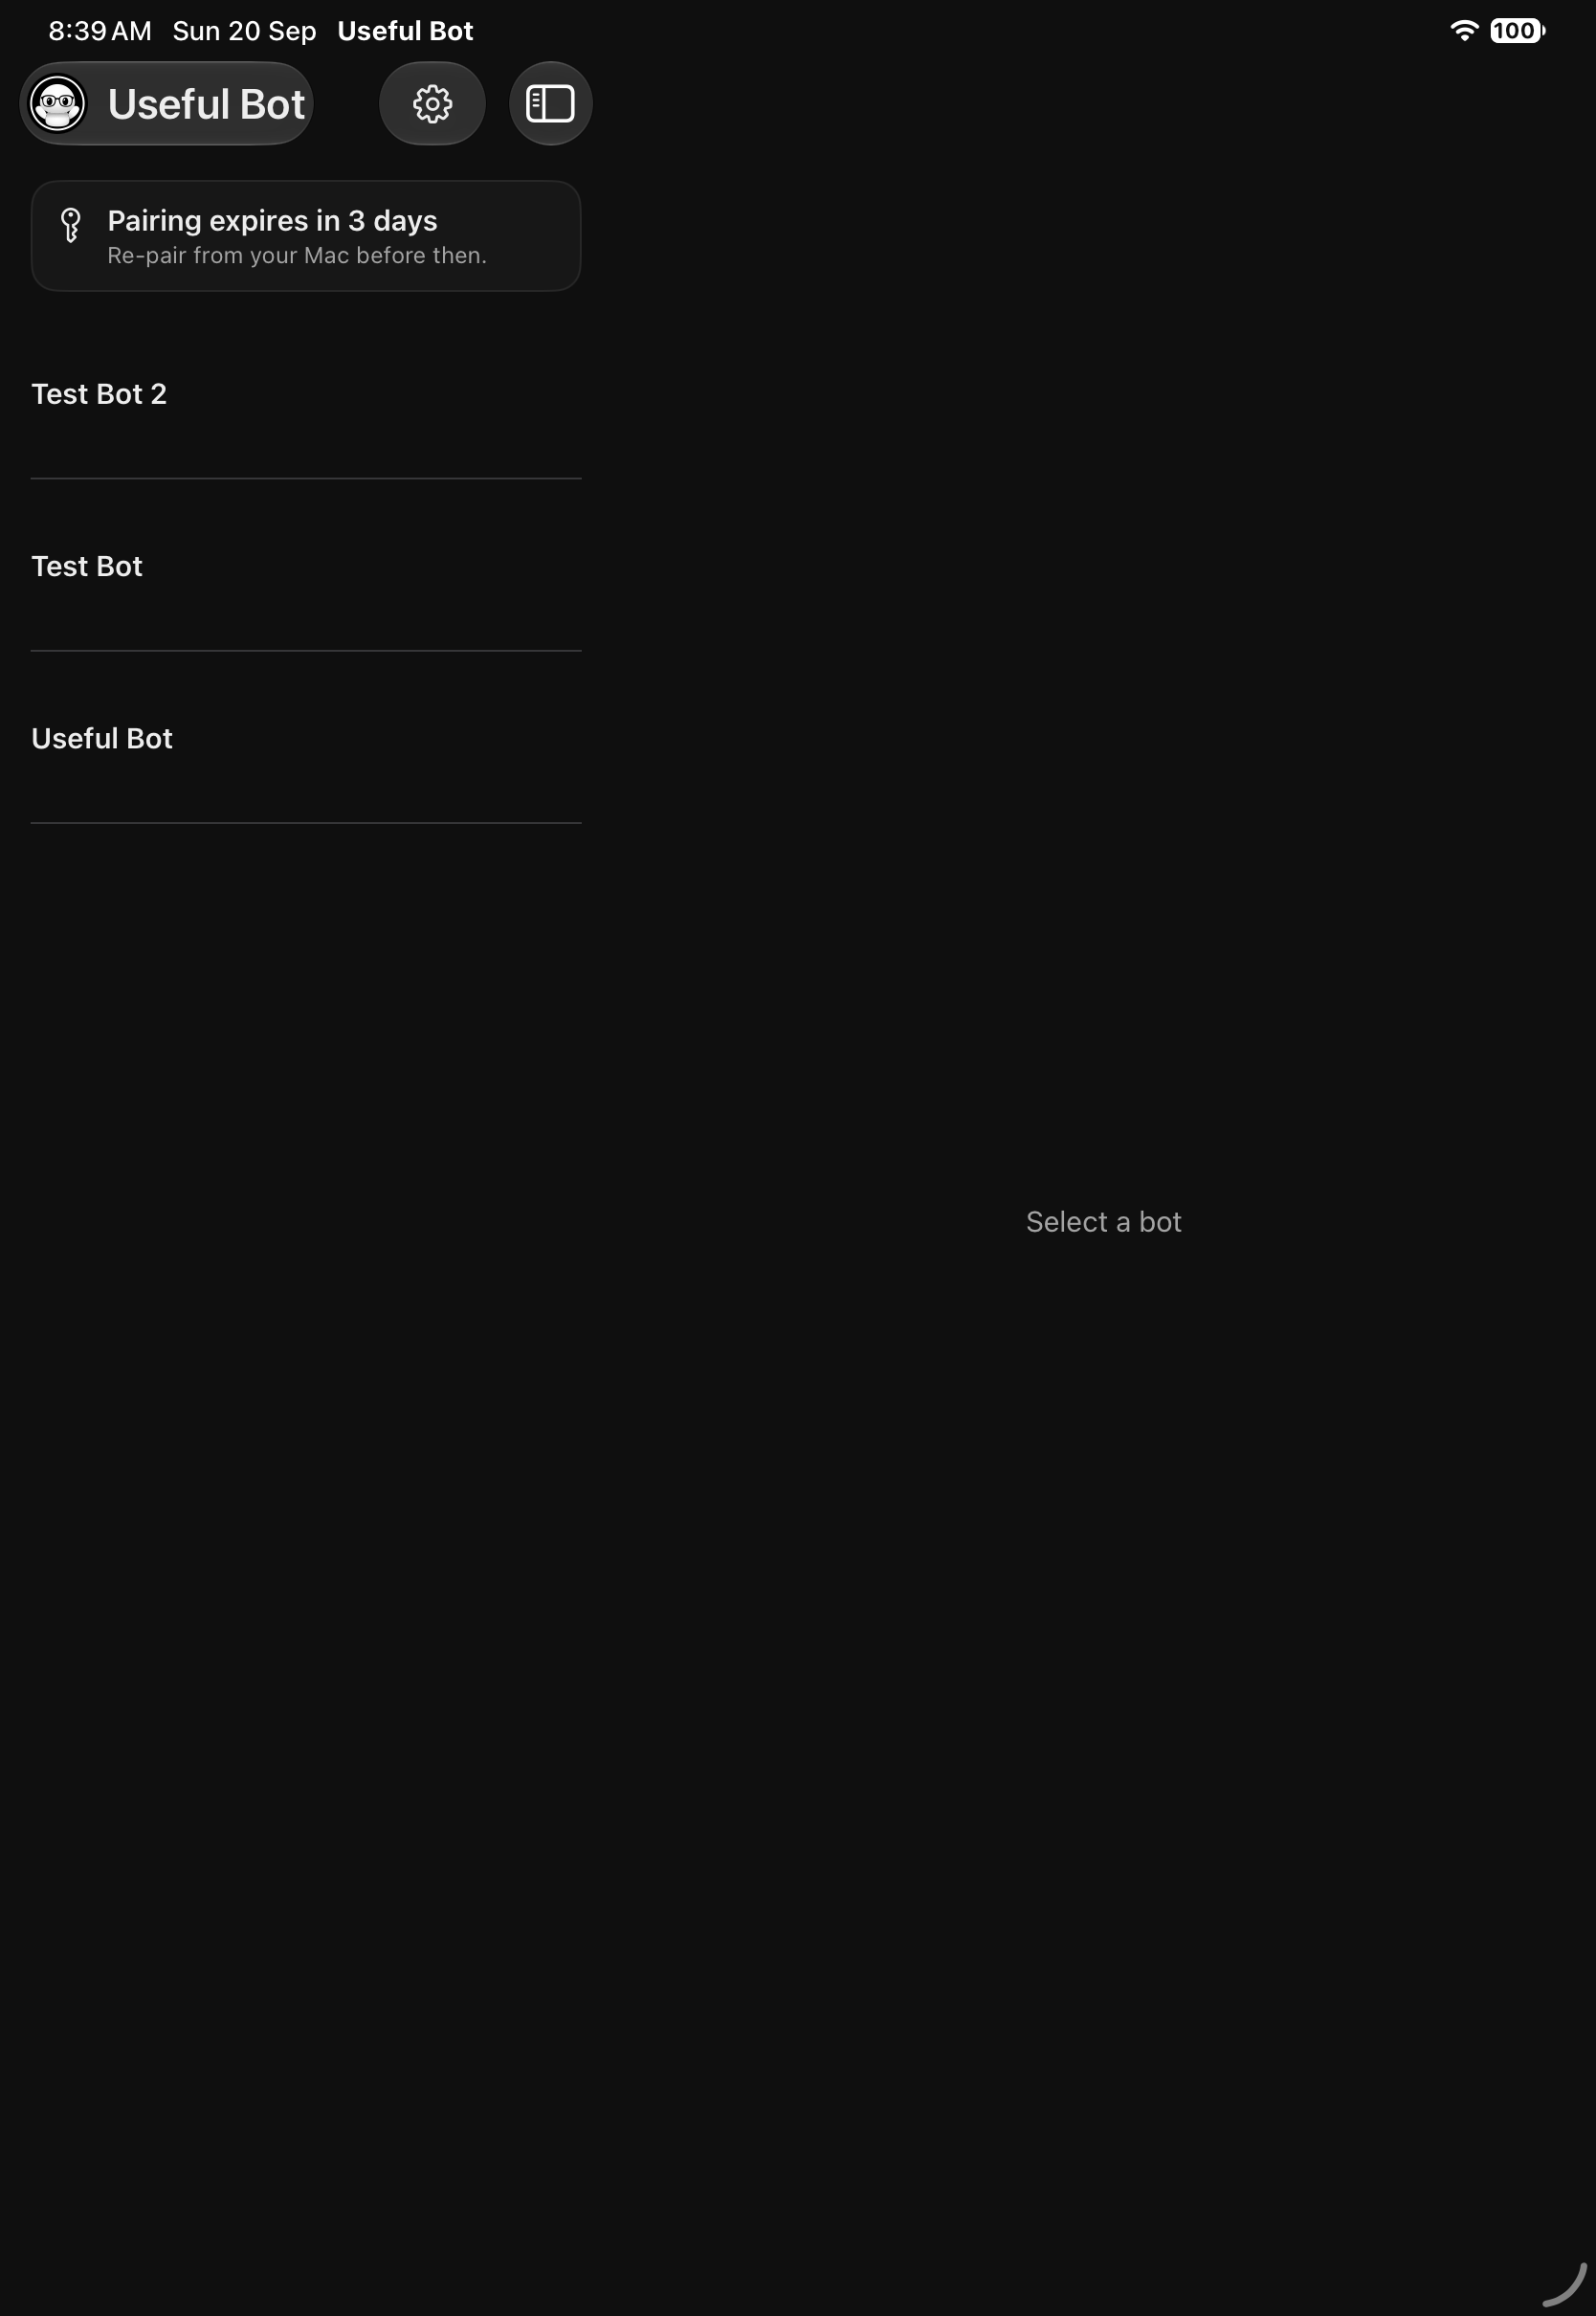 8:39 AM Sun 20 Sep Useful Bot
100
Useful Bot
Pairing expires in 3 days
Re-pair from your Mac before then.
Test Bot 2
Test Bot
Useful Bot
Select a bot